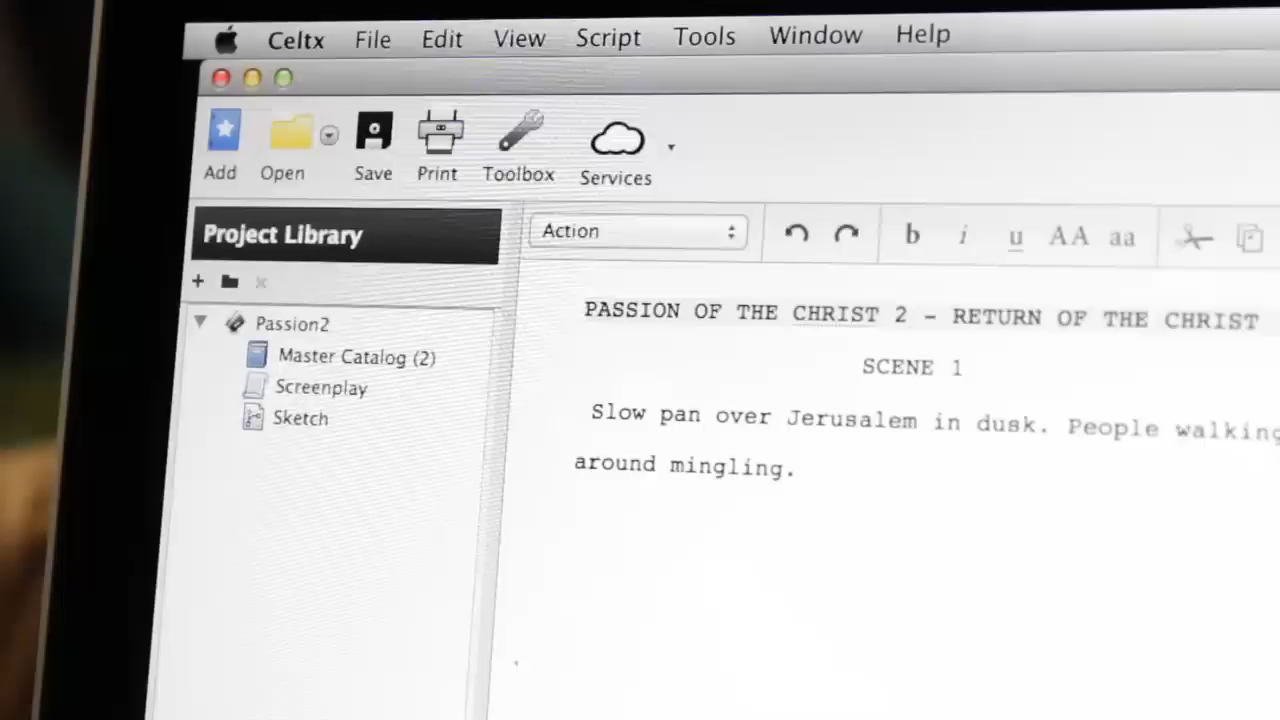 Celtx File Edit View Script Tools Window Help
Add Open Save Print Toolbox Services
Project Library
Action b i u AA aa
Passion2
Master Catalog (2)
Screenplay
Sketch
PASSION OF THE CHRIST 2 - RETURN OF THE CHRIST
SCENE 1
Slow pan over Jerusalem in dusk. People walking
around mingling.